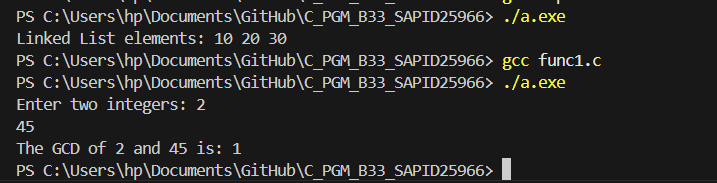 PS C:\Users\hp\Documents\GitHub\C_PGM_B33_SAPID25966> ./a.exe
Linked List elements: 10 20 30
PS C:\Users\hp\Documents\GitHub\C_PGM_B33_SAPID25966> gcc func1.c
PS C:\Users\hp\Documents\GitHub\C_PGM_B33_SAPID25966> ./a.exe
Enter two integers: 2
45
The GCD of 2 and 45 is: 1
PS C:\Users\hp\Documents\GitHub\C_PGM_B33_SAPID25966>